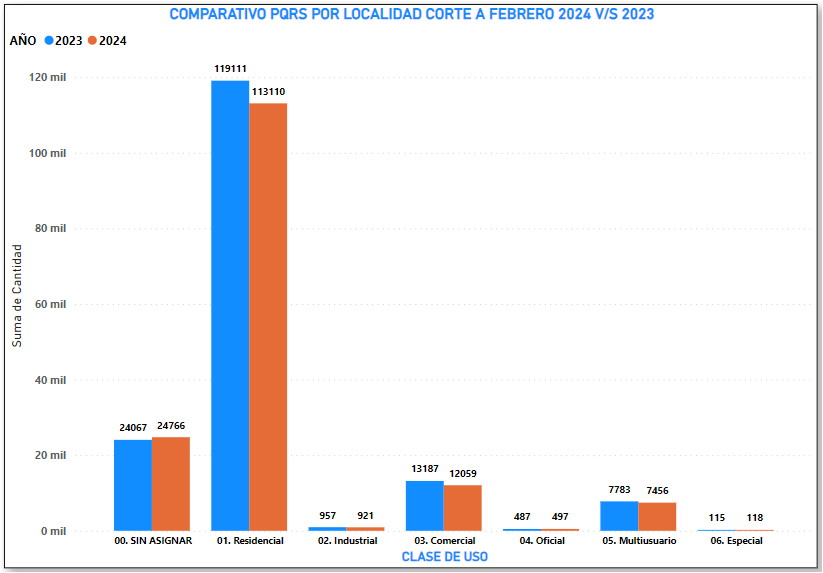 COMPARATIVO PQRS POR LOCALIDAD CORTE A FEBRERO 2024 V/S 2023
AÑO 2023 2024
Suma de Cantidad
120 mil
100 mil
80 mil
60 mil
40 mil
20 mil
0 mil
24067 24766
119111 113110
957 921
13187 12059
487 497
7783 7456
115 118
00. SIN ASIGNAR 01. Residencial 02. Industrial 03. Comercial 04. Oficial 05. Multiusuario 06. Especial
CLASE DE USO